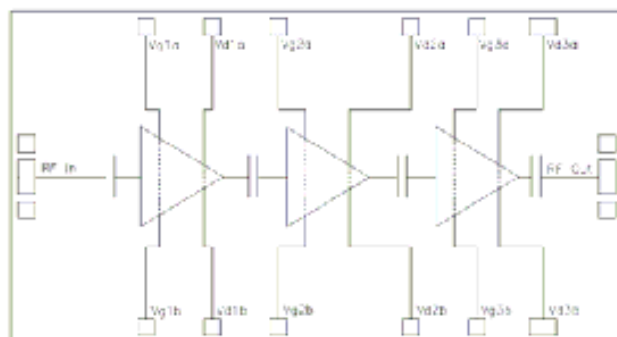 Vg1a Vd1a Vg2a Vd2a Vg3a Vd3a
RF In RF Out
Vg1b Vd1b Vg2b Vd2b Vg3b Vd3b